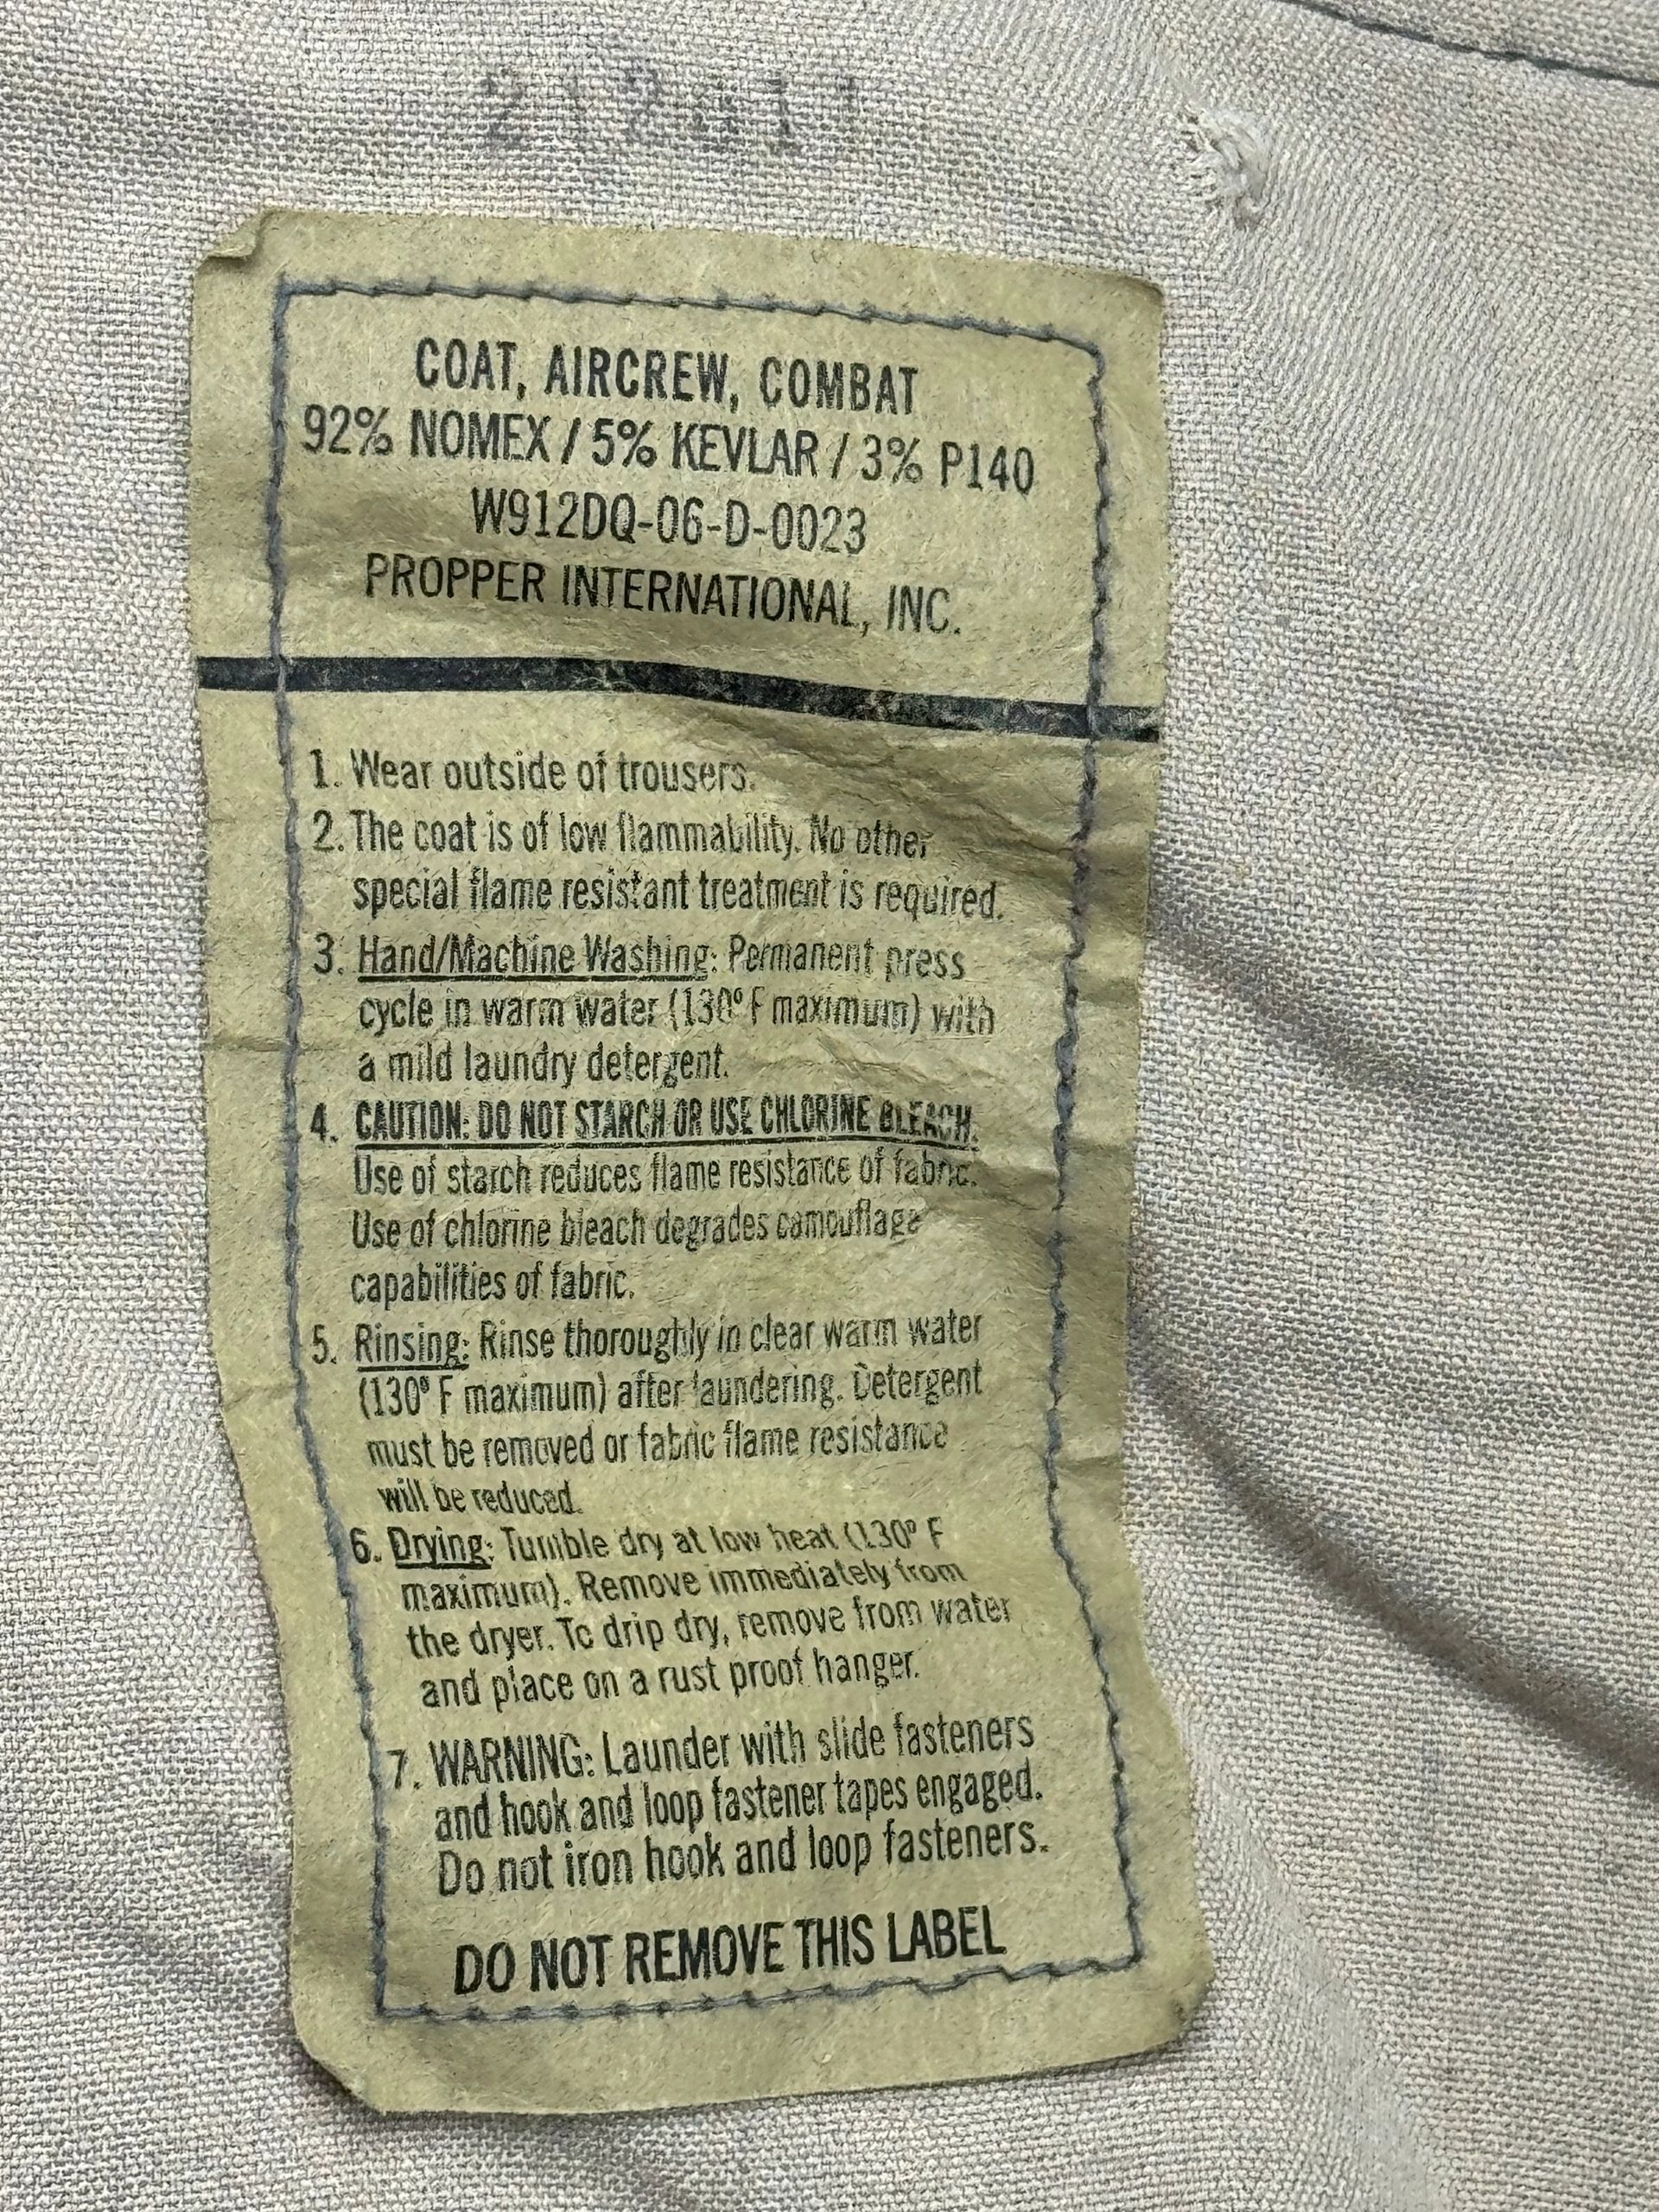 COAT, AIRCREW, COMBAT
92% NOMEX / 5% KEVLAR / 3% P140
W912DQ-06-D-0023
PROPPER INTERNATIONAL, INC.
1. Wear outside of trousers.
2. The coat is of low flammability. No other
special flame resistant treatment is required.
3. Hand/Machine Washing: Permanent press
cycle in warm water (130° F maximum) with
a mild laundry detergent.
4. CAUTION: DO NOT STARCH OR USE CHLORINE BLEACH.
Use of starch reduces flame resistance of fabric.
Use of chlorine bleach degrades camouflage
capabilities of fabric.
5. Rinsing: Rinse thoroughly in clear warm water
(130° F maximum) after laundering. Detergent
must be removed or fabric flame resistance
will be reduced.
6. Drying: Tumble dry at low heat (130° F
maximum). Remove immediately from
the dryer. To drip dry, remove from water
and place on a rust proof hanger.
7. WARNING: Launder with slide fasteners
and hook and loop fastener tapes engaged.
Do not iron hook and loop fasteners.
DO NOT REMOVE THIS LABEL